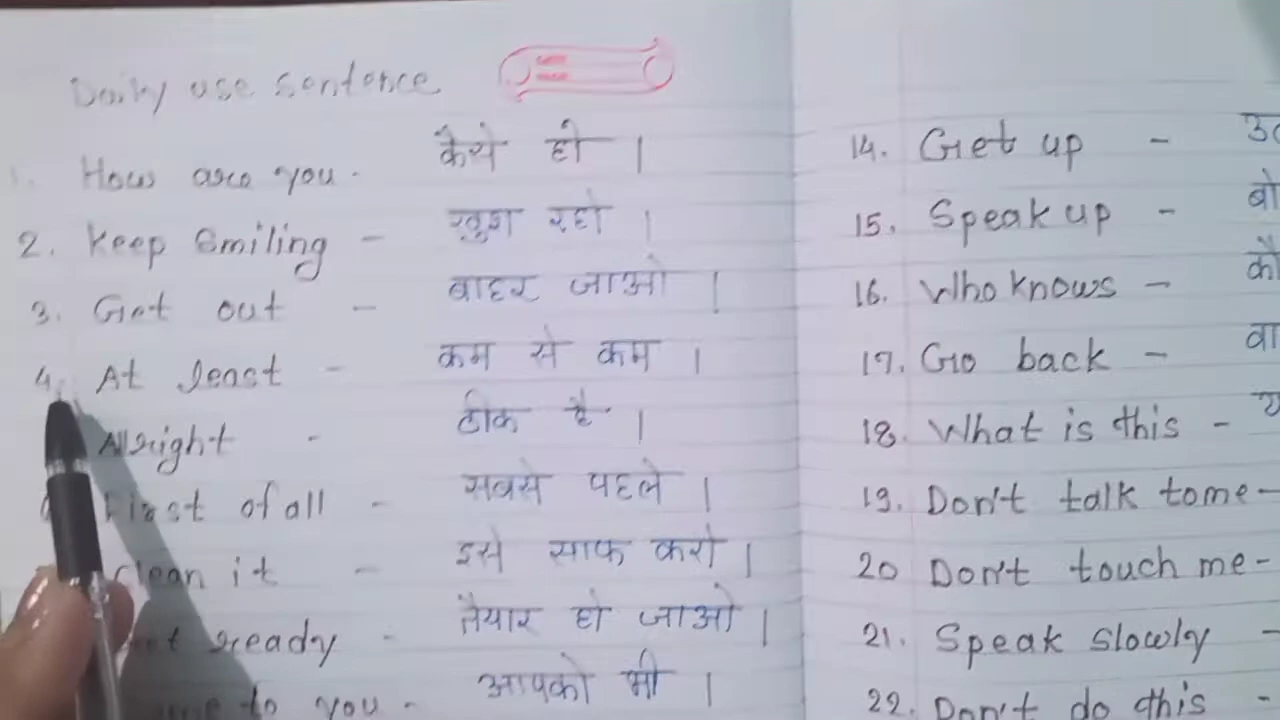 Daily use sentence
1. How are you. कैसे हो ।
2. Keep Smiling - खुश रहो ।
3. Get out - बाहर जाओ ।
4. At least - कम से कम ।
Allright - ठीक है ।
First of all - सबसे पहले ।
clean it - इसे साफ करो ।
ready - तैयार हो जाओ ।
to you. - आपको भी ।
14. Get up -
15. Speak up - बो
16. Who knows - कौ
17. Go back - वा
18. What is this -
19. Don't talk to me -
20 Don't touch me -
21. Speak slowly -
22. Don't do this -